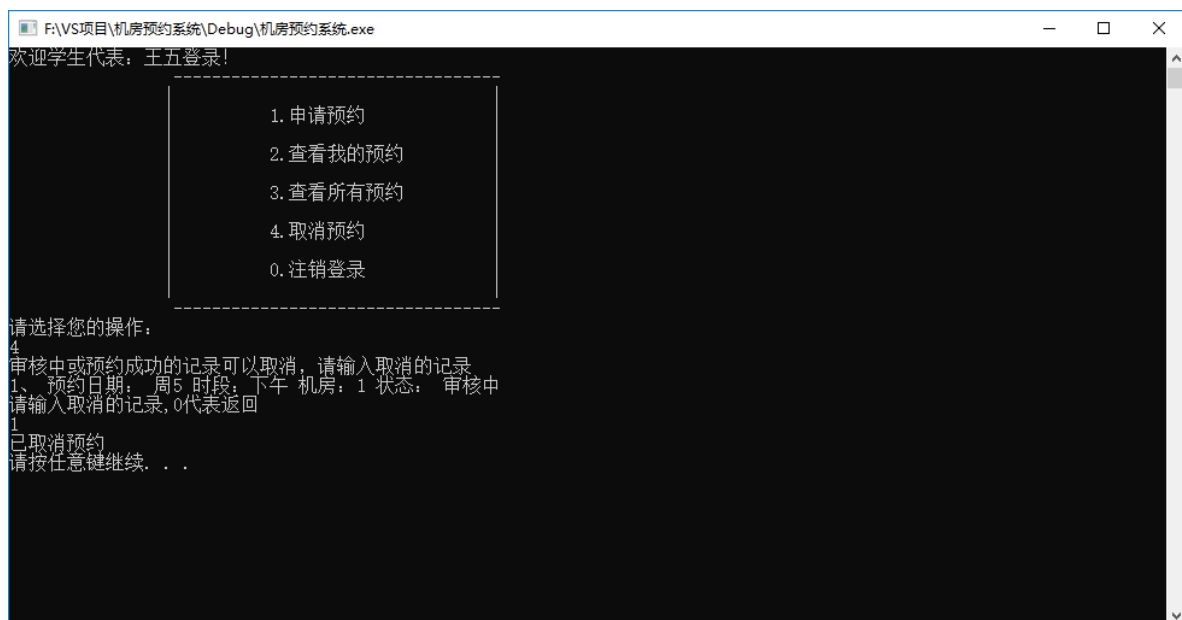 F:\VS项目\机房预约系统\Debug\机房预约系统.exe
欢迎学生代表：王五登录！
1.申请预约
2.查看我的预约
3.查看所有预约
4.取消预约
0.注销登录
请选择您的操作：
4
审核中或预约成功的记录可以取消，请输入取消的记录
1、 预约日期： 周5 时段：下午 机房：1 状态： 审核中
请输入取消的记录,0代表返回
1
已取消预约
请按任意键继续. . .